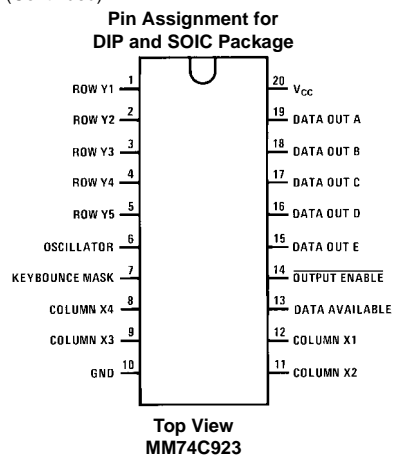 Pin Assignment for
DIP and SOIC Package
ROW Y1 1
20 VCC
ROW Y2 2
19 DATA OUT A
ROW Y3 3
18 DATA OUT B
ROW Y4 4
17 DATA OUT C
ROW Y5 5
16 DATA OUT D
OSCILLATOR 6
15 DATA OUT E
KEYBOUNCE MASK 7
14 OUTPUT ENABLE
COLUMN X4 8
13 DATA AVAILABLE
COLUMN X3 9
12 COLUMN X1
GND 10
11 COLUMN X2
Top View
MM74C923